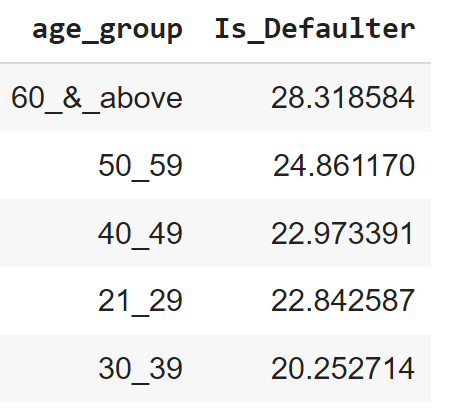 age_group Is_Defaulter
60_&_above 28.318584
50_59 24.861170
40_49 22.973391
21_29 22.842587
30_39 20.252714